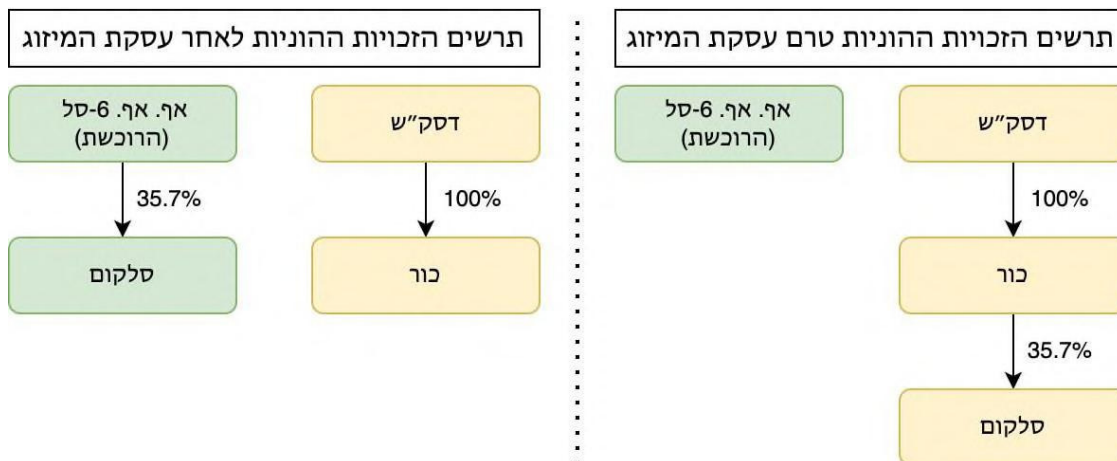 תרשים הזכויות ההוניות טרם עסקת המיזוג
דסק״ש
אף. אף. 6-סל
(הרוכשת)
100%
כור
35.7%
סלקום
תרשים הזכויות ההוניות לאחר עסקת המיזוג
דסק״ש
אף. אף. 6-סל
(הרוכשת)
100%
35.7%
כור
סלקום